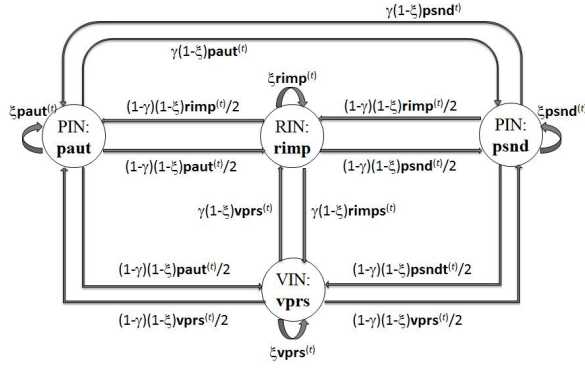 γ(1-ξ)psnd⁽ᵗ⁾
γ(1-ξ)paut⁽ᵗ⁾
ξrimp⁽ᵗ⁾
ξpaut⁽ᵗ⁾
(1-γ)(1-ξ)rimp⁽ᵗ⁾/2
(1-γ)(1-ξ)rimp⁽ᵗ⁾/2
ξpsnd⁽ᵗ⁾
PIN:
paut
RIN:
rimp
PIN:
psnd
(1-γ)(1-ξ)paut⁽ᵗ⁾/2
(1-γ)(1-ξ)psnd⁽ᵗ⁾/2
γ(1-ξ)vprs⁽ᵗ⁾
γ(1-ξ)rimps⁽ᵗ⁾
(1-γ)(1-ξ)paut⁽ᵗ⁾/2
(1-γ)(1-ξ)psndt⁽ᵗ⁾/2
VIN:
vprs
(1-γ)(1-ξ)vprs⁽ᵗ⁾/2
(1-γ)(1-ξ)vprs⁽ᵗ⁾/2
ξvprs⁽ᵗ⁾